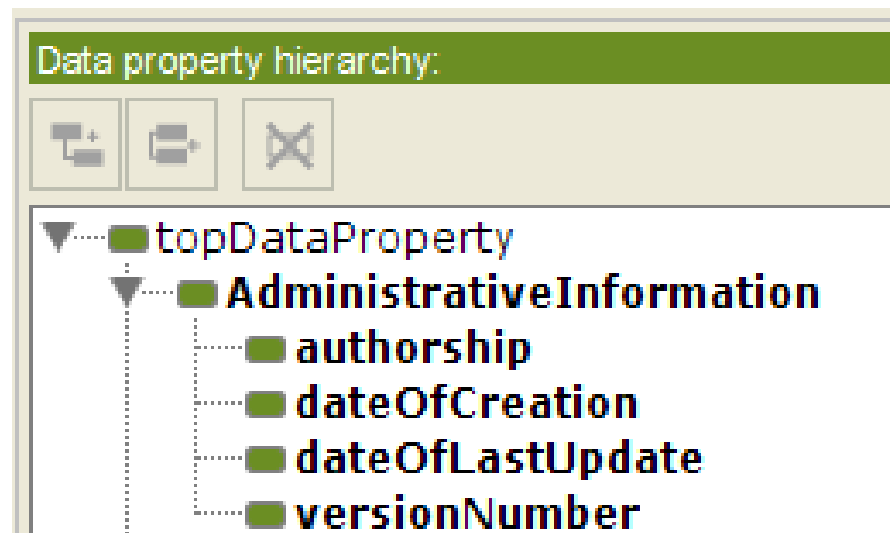 Data property hierarchy:
topDataProperty
AdministrativeInformation
authorship
dateOfCreation
dateOfLastUpdate
versionNumber